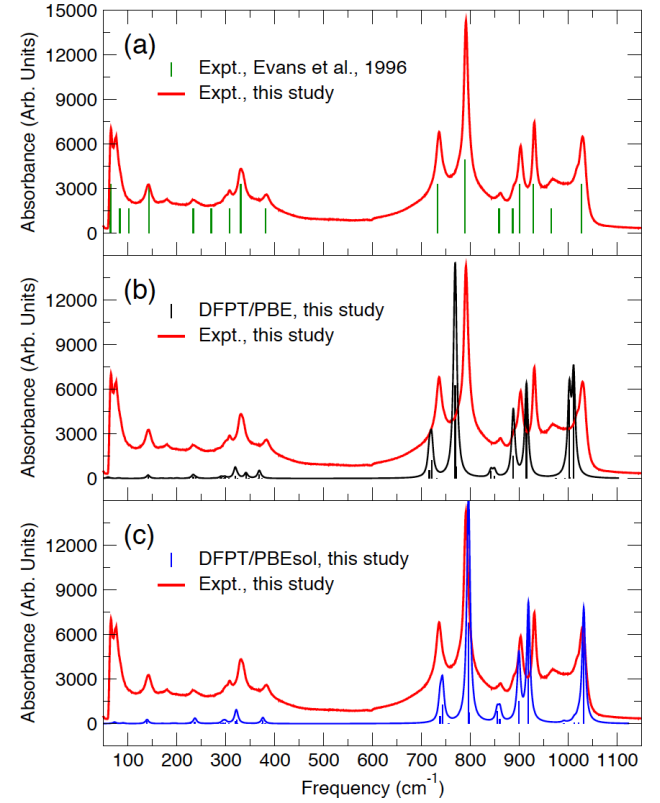 15000
(a)
12000
Expt., Evans et al., 1996
9000
Expt., this study
6000
3000
0
Absorbance (Arb. Units)
(b)
12000
DFPT/PBE, this study
Expt., this study
9000
6000
3000
0
Absorbance (Arb. Units)
(c)
12000
DFPT/PBEsol, this study
Expt., this study
9000
6000
3000
0
Absorbance (Arb. Units)
100 200 300 400 500 600 700 800 900 1000 1100
Frequency (cm⁻¹)